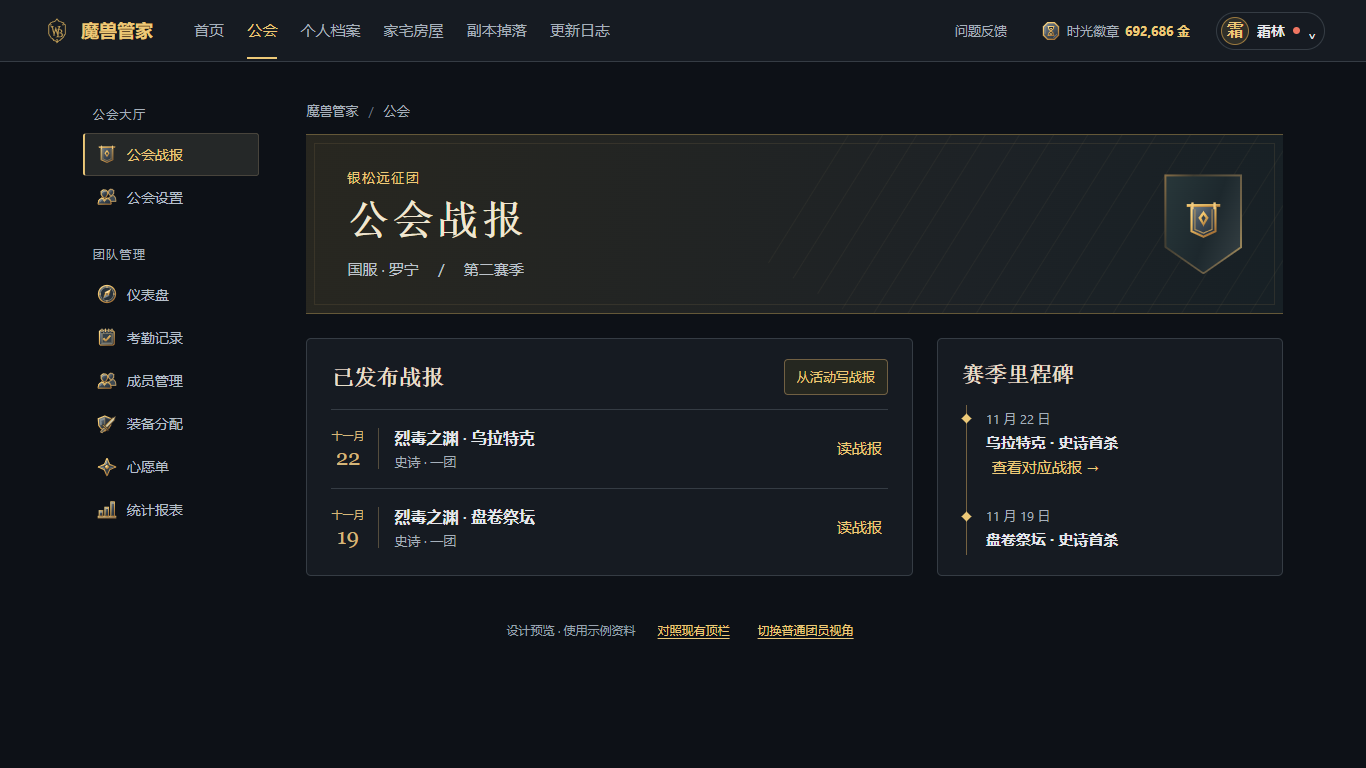 魔兽管家 首页 公会 个人档案 家宅房屋 副本掉落 更新日志 问题反馈 时光徽章 692,686 金 霜 霜林
公会大厅
公会战报
公会设置
团队管理
仪表盘
考勤记录
成员管理
装备分配
心愿单
统计报表
魔兽管家 / 公会
银松远征团
公会战报
国服 · 罗宁 / 第二赛季
已发布战报
从活动写战报
十一月
22
烈毒之渊 · 乌拉特克
史诗 · 一团
读战报
十一月
19
烈毒之渊 · 盘卷祭坛
史诗 · 一团
读战报
赛季里程碑
11 月 22 日
乌拉特克 · 史诗首杀
查看对应战报 →
11 月 19 日
盘卷祭坛 · 史诗首杀
设计预览 · 使用示例资料 对照现有顶栏 切换普通团员视角